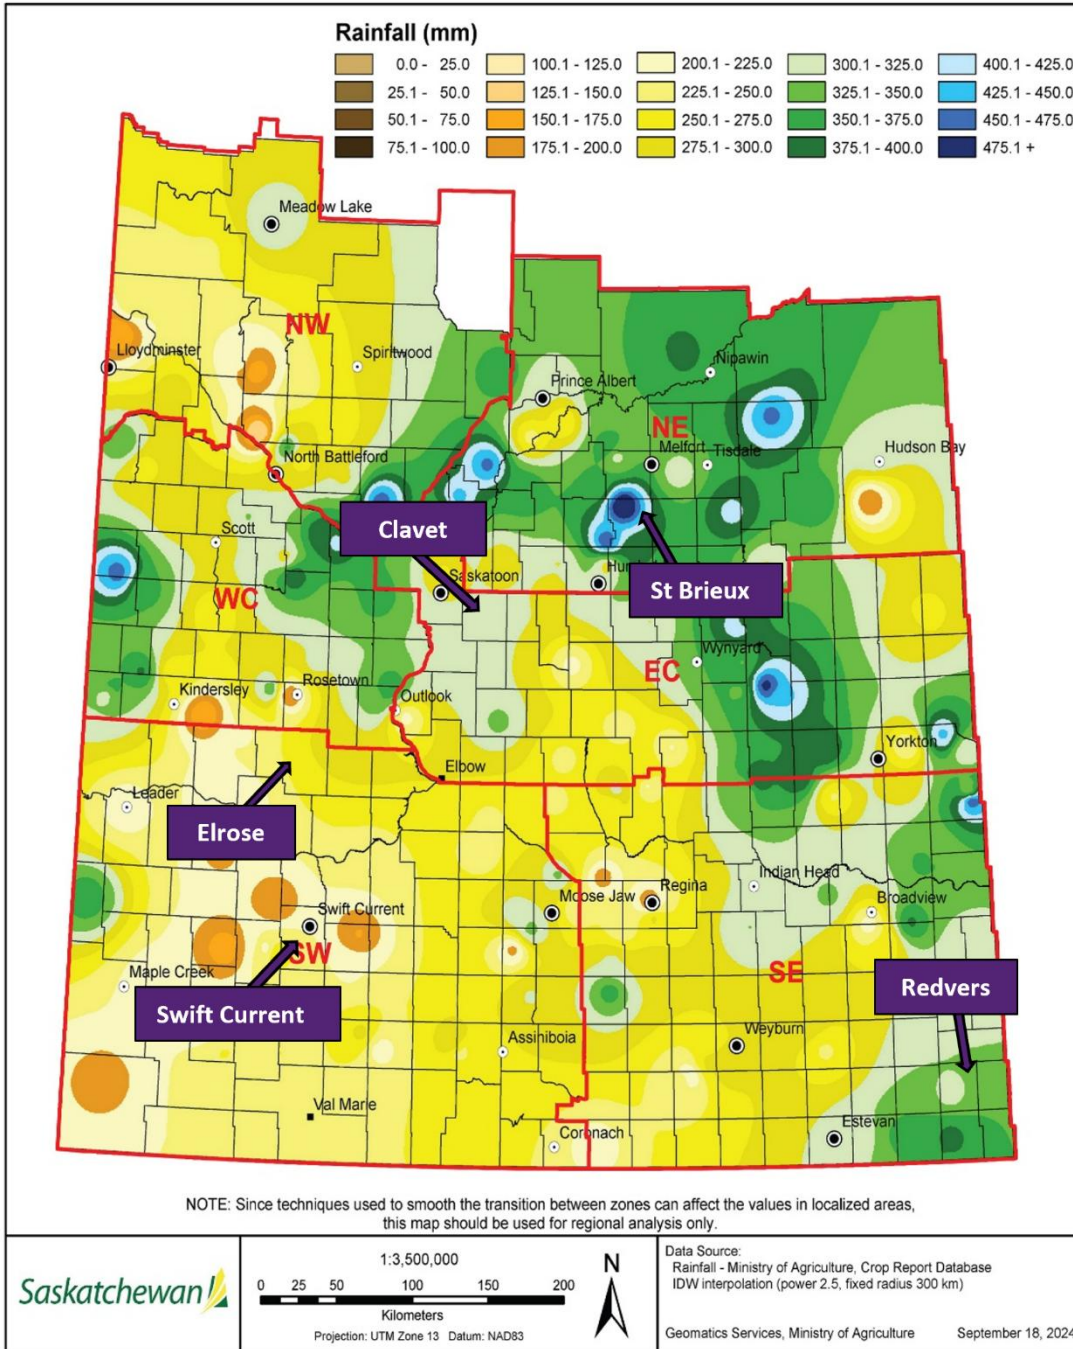 Rainfall (mm)
0.0 - 25.0 100.1 - 125.0 200.1 - 225.0 300.1 - 325.0 400.1 - 425.0
25.1 - 50.0 125.1 - 150.0 225.1 - 250.0 325.1 - 350.0 425.1 - 450.0
50.1 - 75.0 150.1 - 175.0 250.1 - 275.0 350.1 - 375.0 450.1 - 475.0
75.1 - 100.0 175.1 - 200.0 275.1 - 300.0 375.1 - 400.0 475.1 +
Meadow Lake
NW
Lloydminster
Spiritwood
Nipawin
Prince Albert
NE
Melfort
Tisdale
Hudson Bay
North Battleford
Clavet
Scott
Saskatoon
St Brieux
WC
EC
Wynyard
Kindersley
Rosetown
Outlook
Yorkton
Elbow
Leader
Elrose
Indian Head
Regina
Moose Jaw
Broadview
Swift Current
SW
SE
Maple Creek
Redvers
Swift Current
Assiniboia
Weyburn
Val Marie
Coronach
Estevan
NOTE: Since techniques used to smooth the transition between zones can affect the values in localized areas,
this map should be used for regional analysis only.
Saskatchewan
1:3,500,000
0 25 50 100 150 200
Kilometers
Projection: UTM Zone 13 Datum: NAD83
N
Data Source:
Rainfall - Ministry of Agriculture, Crop Report Database
IDW interpolation (power 2.5, fixed radius 300 km)
Geomatics Services, Ministry of Agriculture September 18, 2024